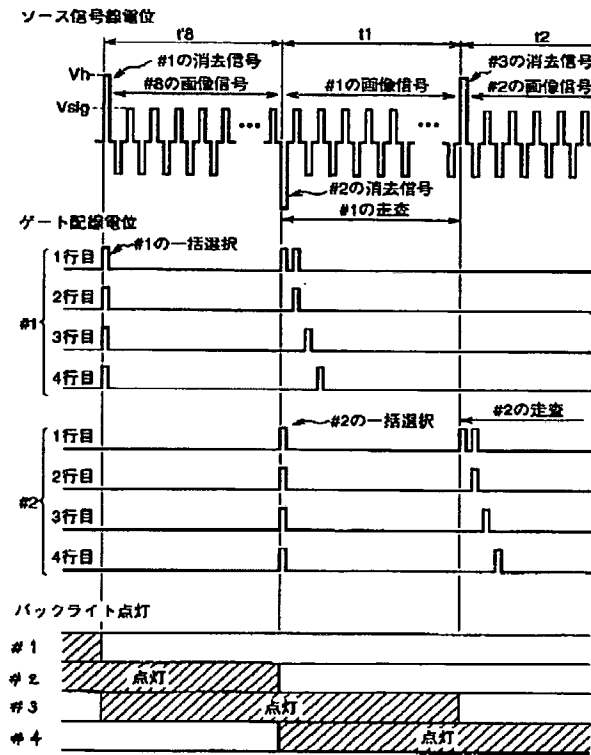 ソース信号線電位
t'8 t1 t2
Vh #1の消去信号 #3の消去信号
#8の画像信号 #1の画像信号 #2の画像信号
Vsig
••• •••
#2の消去信号
#1の走査
ゲート配線電位
#1の一括選択
1行目
2行目
#1
3行目
4行目
#2の一括選択 #2の走査
1行目
2行目
#2
3行目
4行目
バックライト点灯
#1
#2 点灯
#3 点灯
#4 点灯